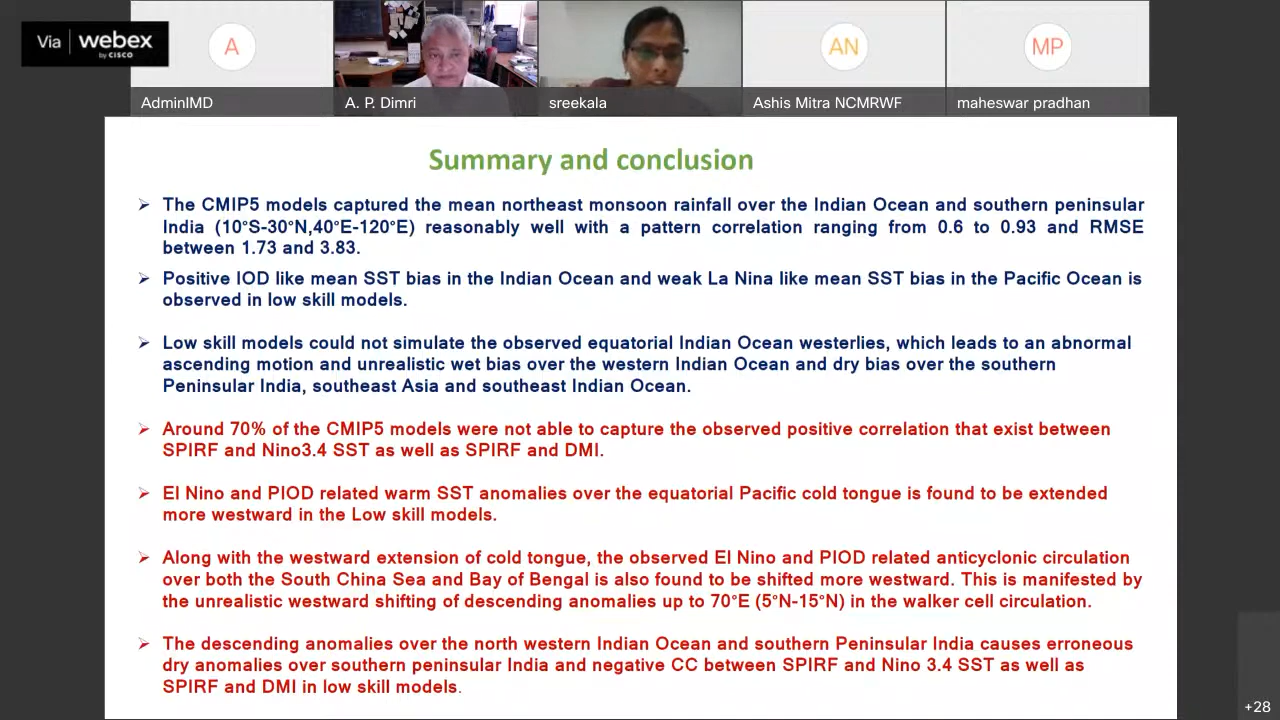 Via webex
by CISCO
A
AN
MP
AdminIMD
A. P. Dimri
sreekala
Ashis Mitra NCMRWF
maheswar pradhan
Summary and conclusion
➢ The CMIP5 models captured the mean northeast monsoon rainfall over the Indian Ocean and southern peninsular
India (10°S-30°N,40°E-120°E) reasonably well with a pattern correlation ranging from 0.6 to 0.93 and RMSE
between 1.73 and 3.83.
➢ Positive IOD like mean SST bias in the Indian Ocean and weak La Nina like mean SST bias in the Pacific Ocean is
observed in low skill models.
➢ Low skill models could not simulate the observed equatorial Indian Ocean westerlies, which leads to an abnormal
ascending motion and unrealistic wet bias over the western Indian Ocean and dry bias over the southern
Peninsular India, southeast Asia and southeast Indian Ocean.
➢ Around 70% of the CMIP5 models were not able to capture the observed positive correlation that exist between
SPIRF and Nino3.4 SST as well as SPIRF and DMI.
➢ El Nino and PIOD related warm SST anomalies over the equatorial Pacific cold tongue is found to be extended
more westward in the Low skill models.
➢ Along with the westward extension of cold tongue, the observed El Nino and PIOD related anticyclonic circulation
over both the South China Sea and Bay of Bengal is also found to be shifted more westward. This is manifested by
the unrealistic westward shifting of descending anomalies up to 70°E (5°N-15°N) in the walker cell circulation.
➢ The descending anomalies over the north western Indian Ocean and southern Peninsular India causes erroneous
dry anomalies over southern peninsular India and negative CC between SPIRF and Nino 3.4 SST as well as
SPIRF and DMI in low skill models.
+28